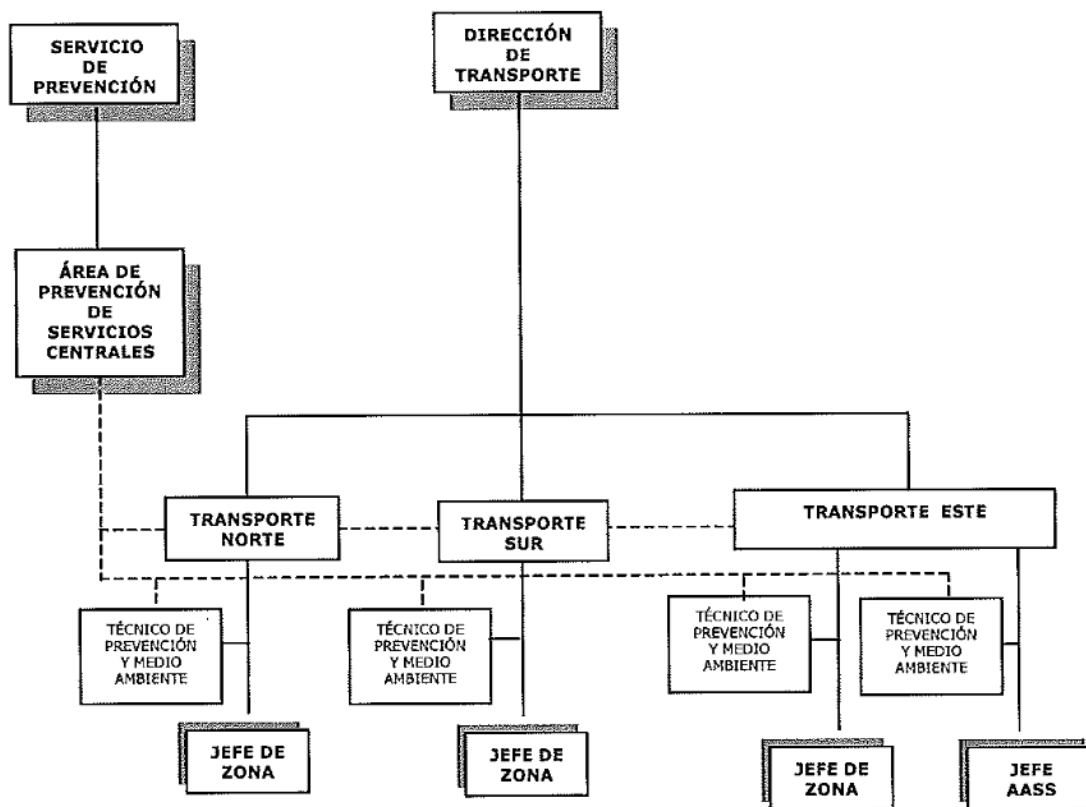 SERVICIO
DE
PREVENCIÓN
DIRECCIÓN
DE
TRANSPORTE
ÁREA DE
PREVENCIÓN
DE
SERVICIOS
CENTRALES
TRANSPORTE
NORTE
TRANSPORTE
SUR
TRANSPORTE ESTE
TÉCNICO DE
PREVENCIÓN
Y MEDIO
AMBIENTE
TÉCNICO DE
PREVENCIÓN
Y MEDIO
AMBIENTE
TÉCNICO DE
PREVENCIÓN
Y MEDIO
AMBIENTE
TÉCNICO DE
PREVENCIÓN
Y MEDIO
AMBIENTE
JEFE DE
ZONA
JEFE DE
ZONA
JEFE DE
ZONA
JEFE
AASS